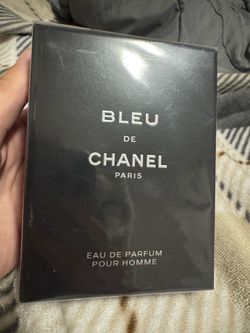 BLEU
DE
CHANEL
PARIS
EAU DE PARFUM
POUR HOMME